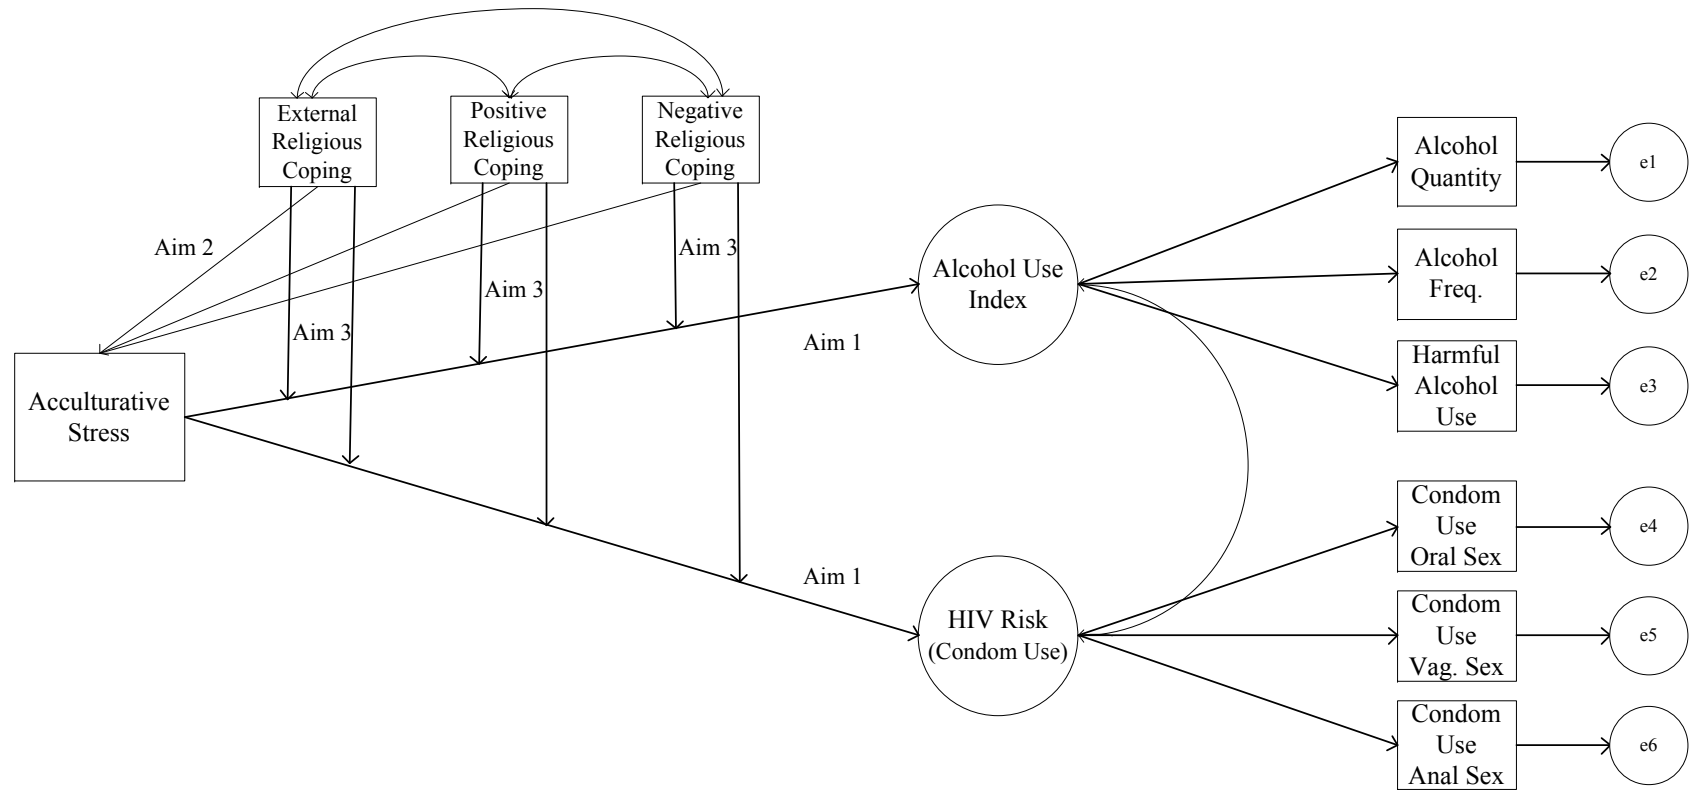 External
Religious
Coping
Positive
Religious
Coping
Negative
Religious
Coping
Aim 2
Aim 3
Aim 3
Aim 3
Aim 1
Aim 1
Acculturative
Stress
Alcohol Use
Index
HIV Risk
(Condom Use)
Alcohol
Quantity
e1
Alcohol
Freq.
e2
Harmful
Alcohol
Use
e3
Condom
Use
Oral Sex
e4
Condom
Use
Vag. Sex
e5
Condom
Use
Anal Sex
e6